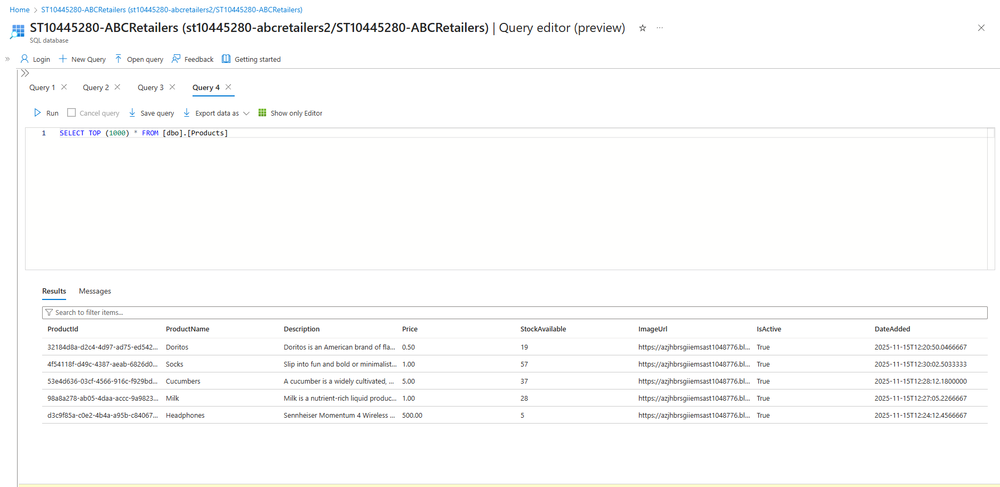 Home > ST10445280-ABCRetailers (st10445280-abcretailers2/ST10445280-ABCRetailers)
ST10445280-ABCRetailers (st10445280-abcretailers2/ST10445280-ABCRetailers) | Query editor (preview) ☆ ...
SQL database
Login New Query Open query Feedback Getting started
Query 1 Query 2 Query 3 Query 4
Run Cancel query Save query Export data as Show only Editor
1 SELECT TOP (1000) * FROM [dbo].[Products]
Results Messages
Search to filter items...
ProductId ProductName Description Price StockAvailable ImageUrl IsActive DateAdded
32184d8a-d2c4-4d97-ad75-ed542... Doritos Doritos is an American brand of fla... 0.50 19 https://azjhbrsgiiemsast1048776.bl... True 2025-11-15T12:20:50.0466667
4f54118f-d49c-4387-aeab-6826d0... Socks Slip into fun and bold or minimalist... 1.00 57 https://azjhbrsgiiemsast1048776.bl... True 2025-11-15T12:30:02.5033333
53e4d636-03cf-4566-916c-f929bd... Cucumbers A cucumber is a widely cultivated, ... 5.00 37 https://azjhbrsgiiemsast1048776.bl... True 2025-11-15T12:28:12.1800000
98a8a278-ab05-4daa-accc-9a9823... Milk Milk is a nutrient-rich liquid produc... 1.00 28 https://azjhbrsgiiemsast1048776.bl... True 2025-11-15T12:27:05.2266667
d3c9f85a-c0e2-4b4a-a95b-c84067... Headphones Sennheiser Momentum 4 Wireless ... 500.00 5 https://azjhbrsgiiemsast1048776.bl... True 2025-11-15T12:24:12.4566667